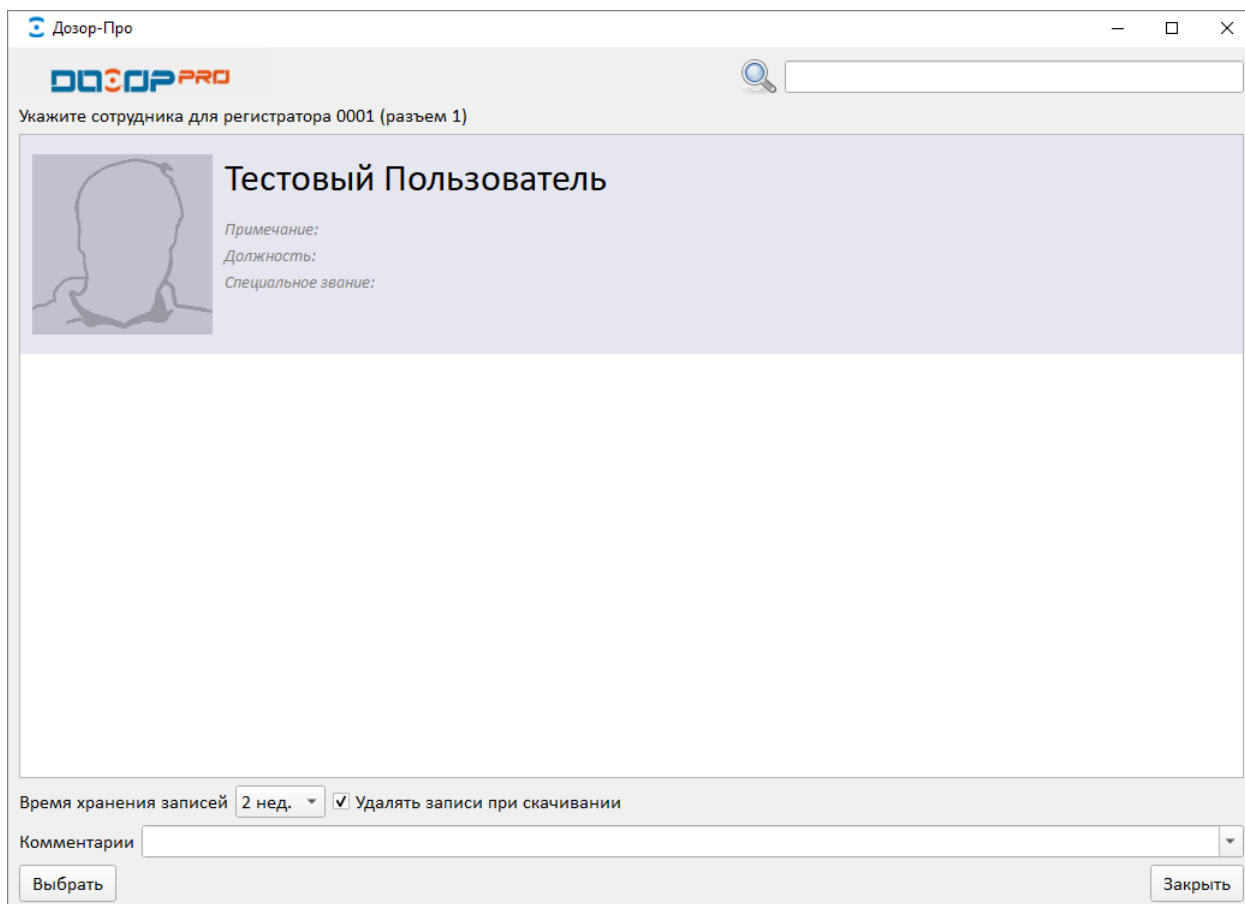 Дозор-Про
ДОЗОР PRO
Укажите сотрудника для регистратора 0001 (разъем 1)
Тестовый Пользователь
Примечание:
Должность:
Специальное звание:
Время хранения записей 2 нед. Удалять записи при скачивании
Комментарии
Выбрать Закрыть